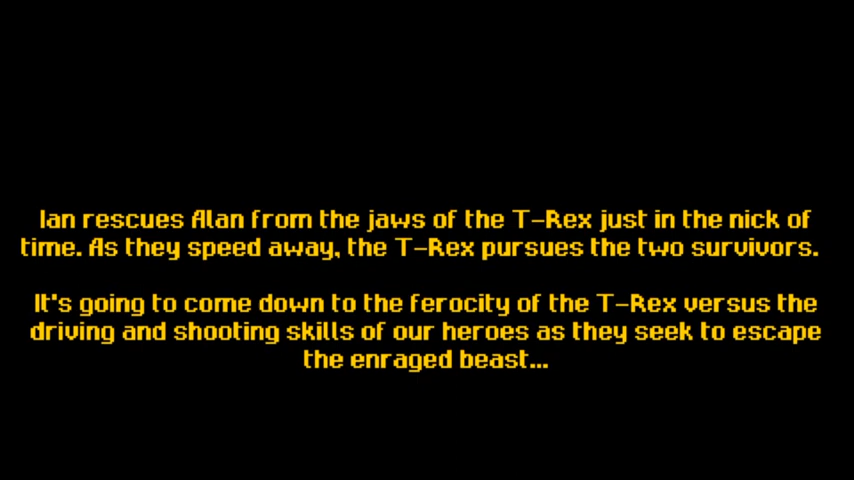 Ian rescues Alan from the jaws of the T-Rex just in the nick of
time. As they speed away, the T-Rex pursues the two survivors.
It's going to come down to the ferocity of the T-Rex versus the
driving and shooting skills of our heroes as they seek to escape
the enraged beast...